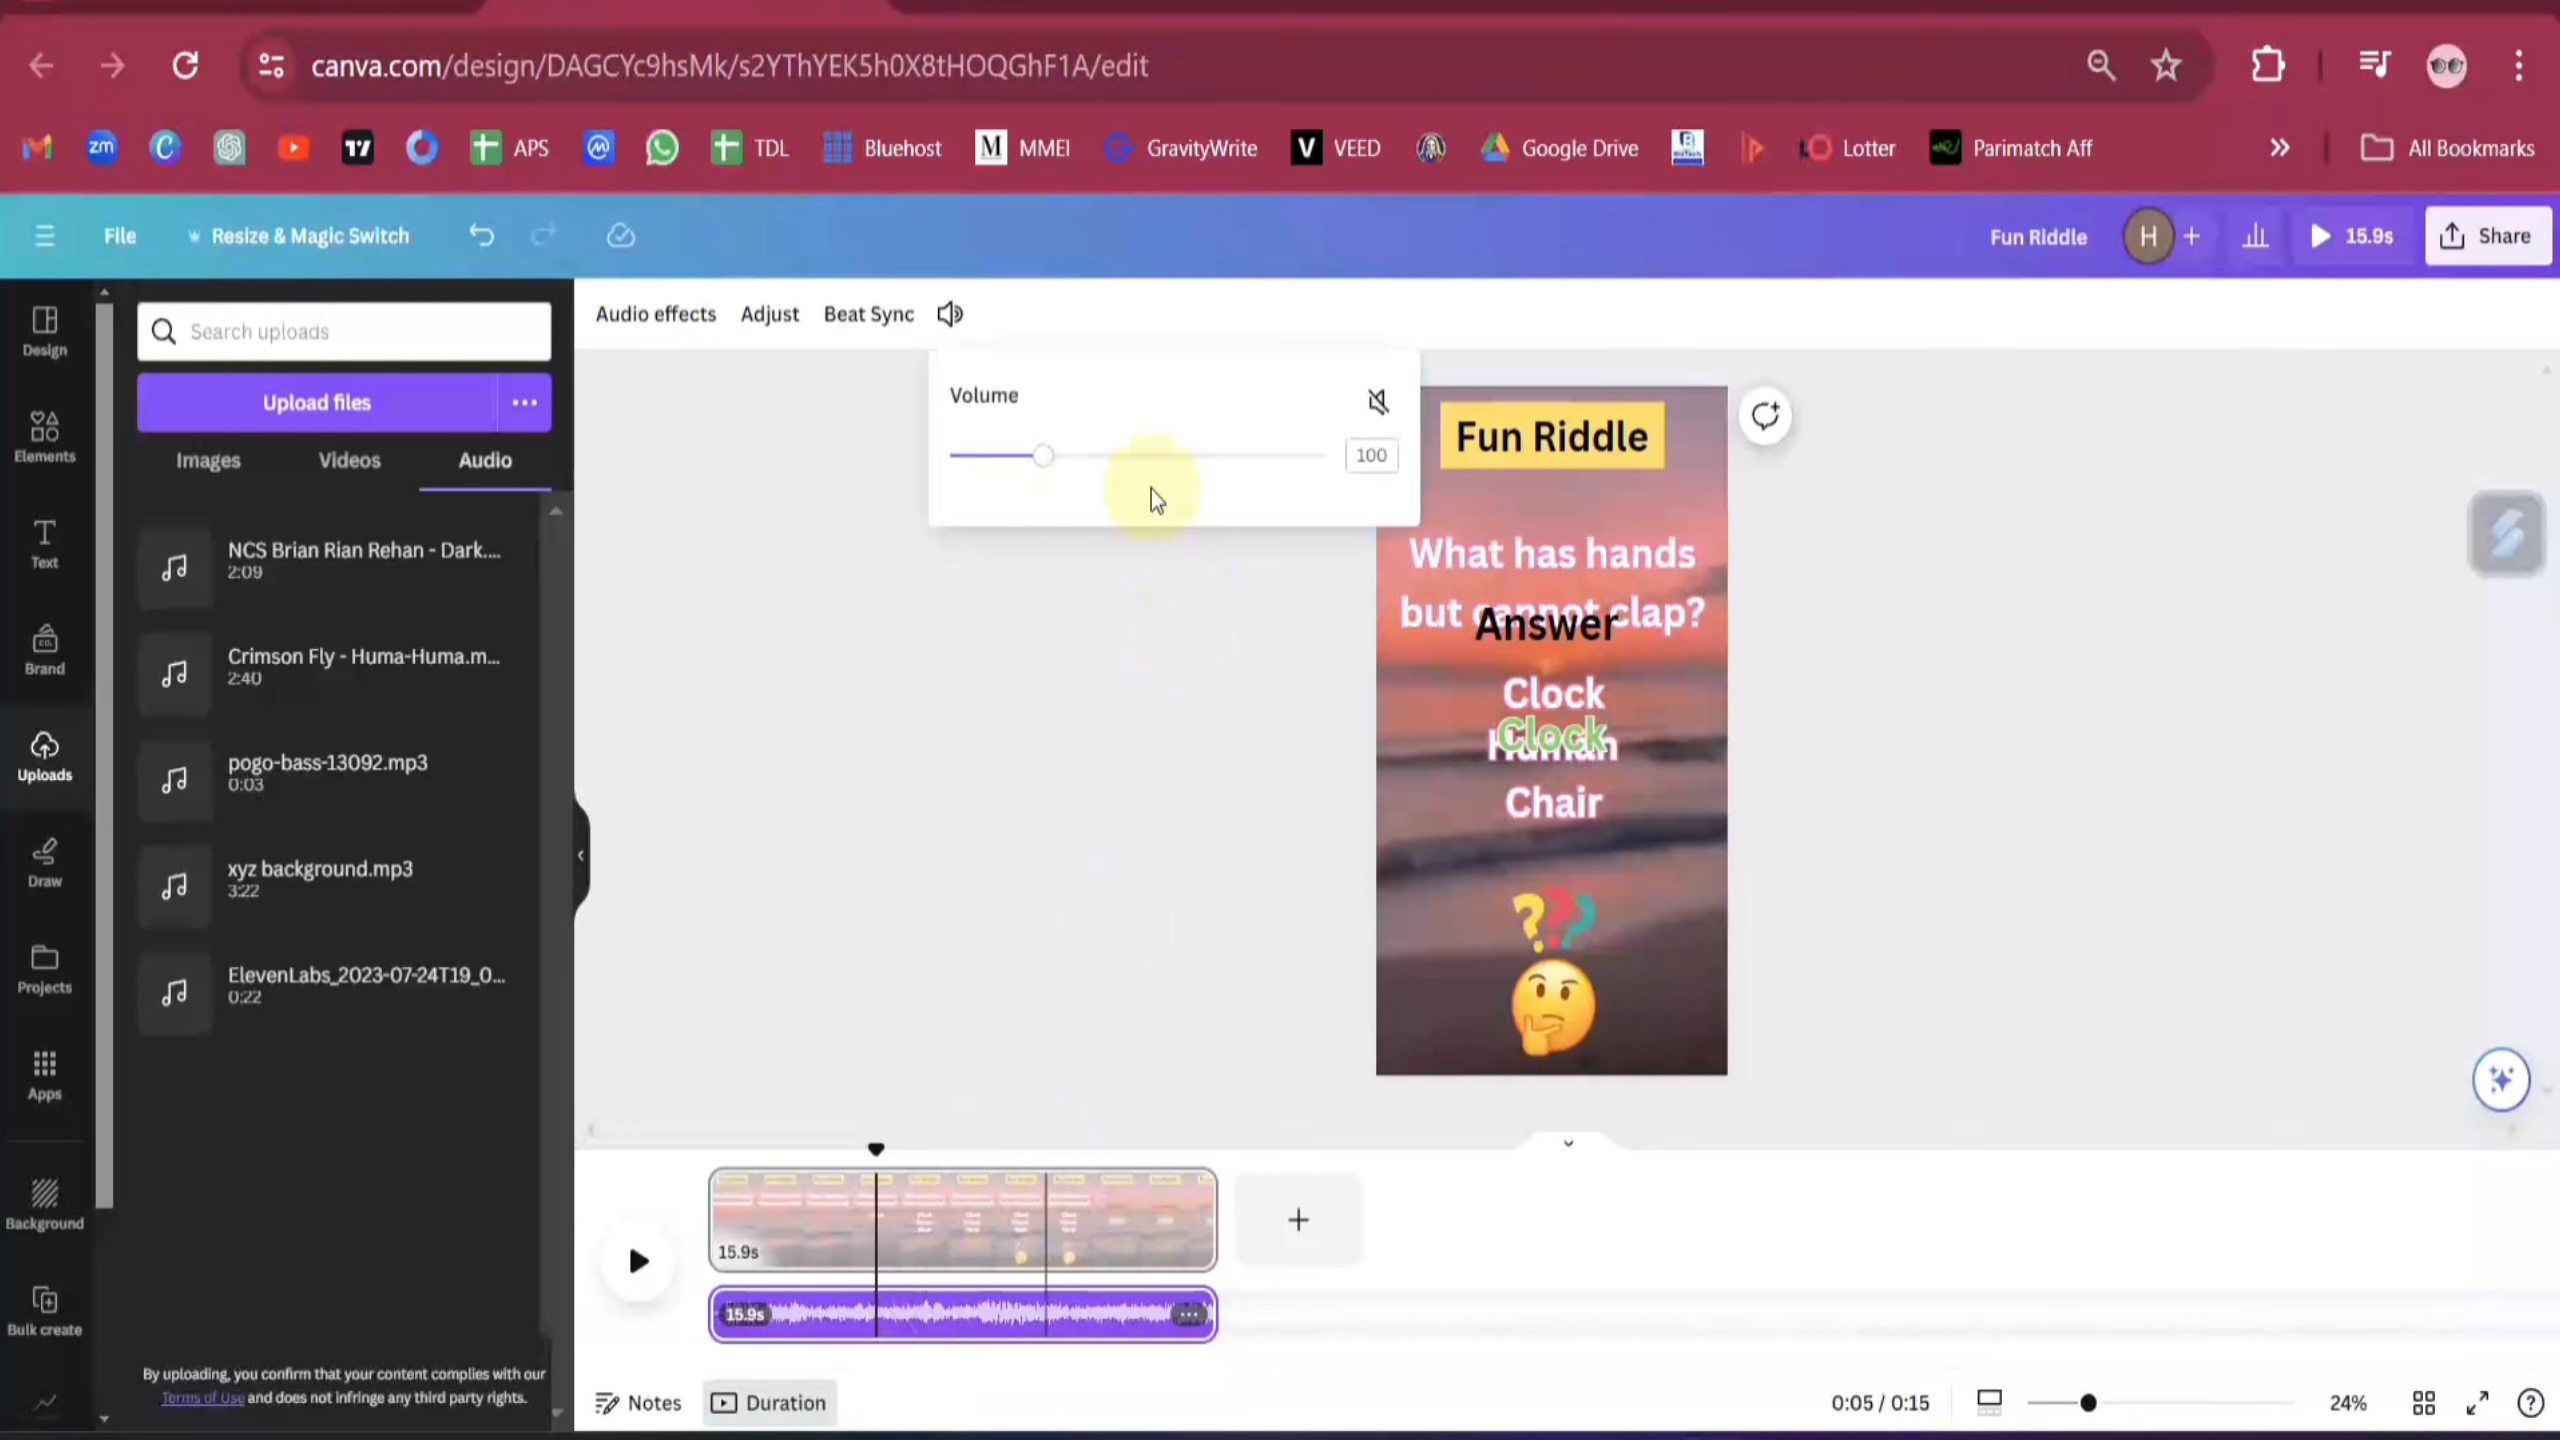 canva.com/design/DAGCYc9hsMk/s2YThYEK5h0X8tHOQGhF1A/edit
APS
TDL
Bluehost
MMEI
GravityWrite
VEED
Google Drive
Lotter
Parimatch Aff
All Bookmarks
File
Resize & Magic Switch
Fun Riddle
H
15.9s
Share
Design
Elements
Text
Brand
Uploads
Draw
Projects
Apps
Background
Bulk create
Search uploads
Upload files
Images
Videos
Audio
NCS Brian Rian Rehan - Dark....
2:09
Crimson Fly - Huma-Huma.m...
2:40
pogo-bass-13092.mp3
0:03
xyz background.mp3
3:22
ElevenLabs_2023-07-24T19_0...
0:22
By uploading, you confirm that your content complies with our
Terms of Use and does not infringe any third party rights.
Audio effects
Adjust
Beat Sync
Volume
100
Fun Riddle
What has hands
but cannot clap?
Answer
Clock
Clock
Human
Chair
15.9s
15.9s
Notes
Duration
0:05 / 0:15
24%